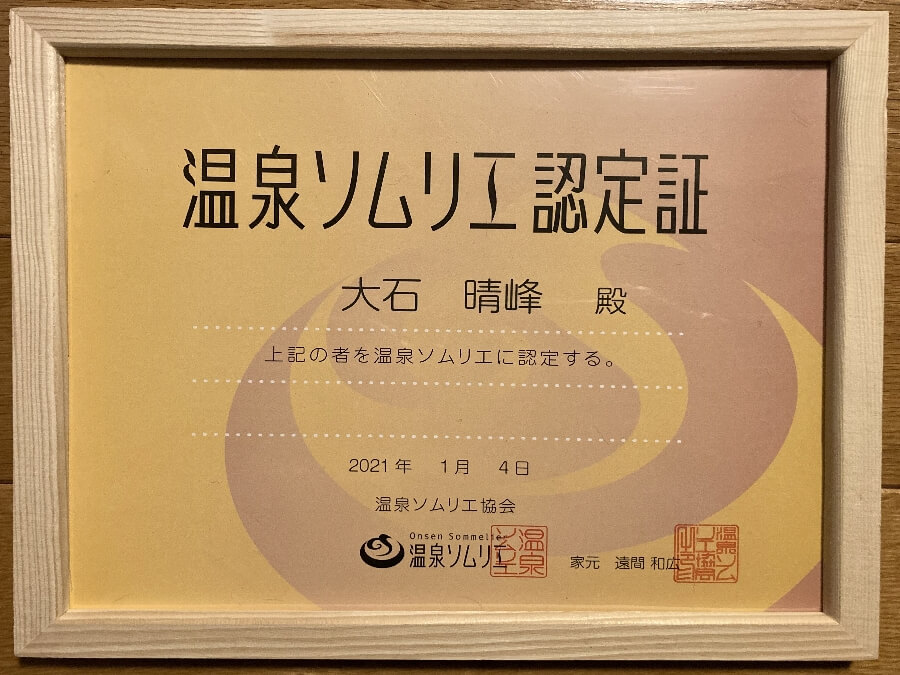 温泉ソムリエ認定証
大石 晴峰 殿
上記の者を温泉ソムリエに認定する。
2021年 1月 4日
温泉ソムリエ協会
Onsen Sommelier
温泉ソムリエ
家元 遠間 和広